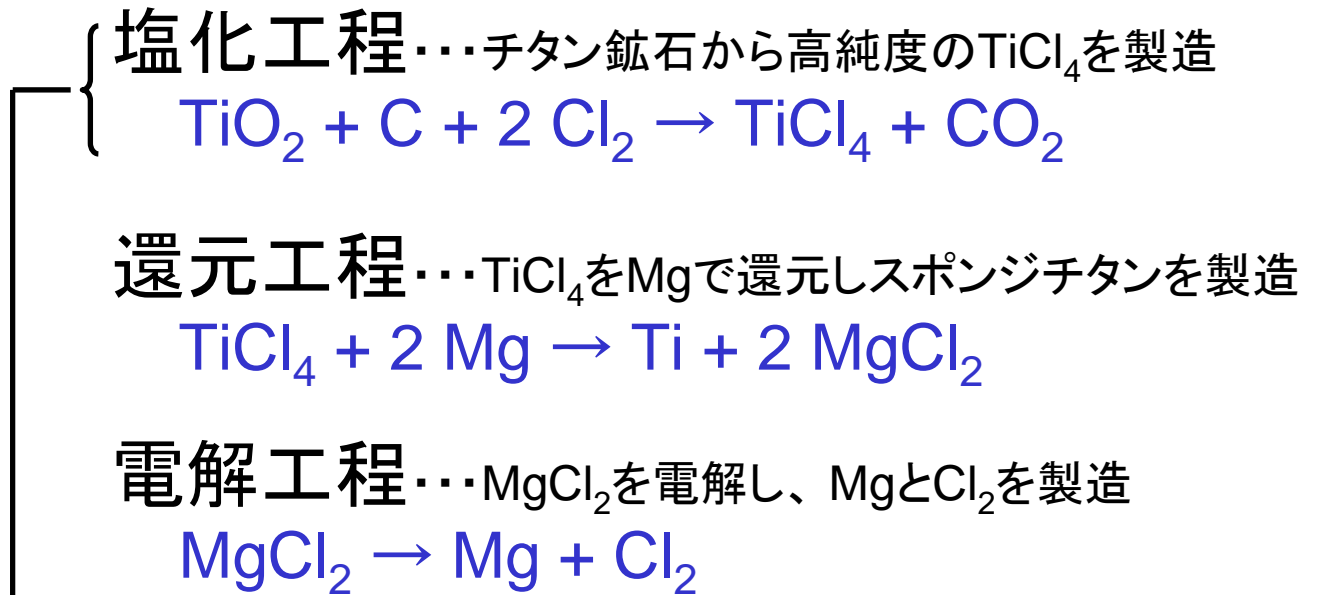 塩化工程…チタン鉱石から高純度のTiCl₄を製造
TiO₂ + C + 2 Cl₂ → TiCl₄ + CO₂
還元工程…TiCl₄をMgで還元しスポンジチタンを製造
TiCl₄ + 2 Mg → Ti + 2 MgCl₂
電解工程…MgCl₂を電解し、MgとCl₂を製造
MgCl₂ → Mg + Cl₂